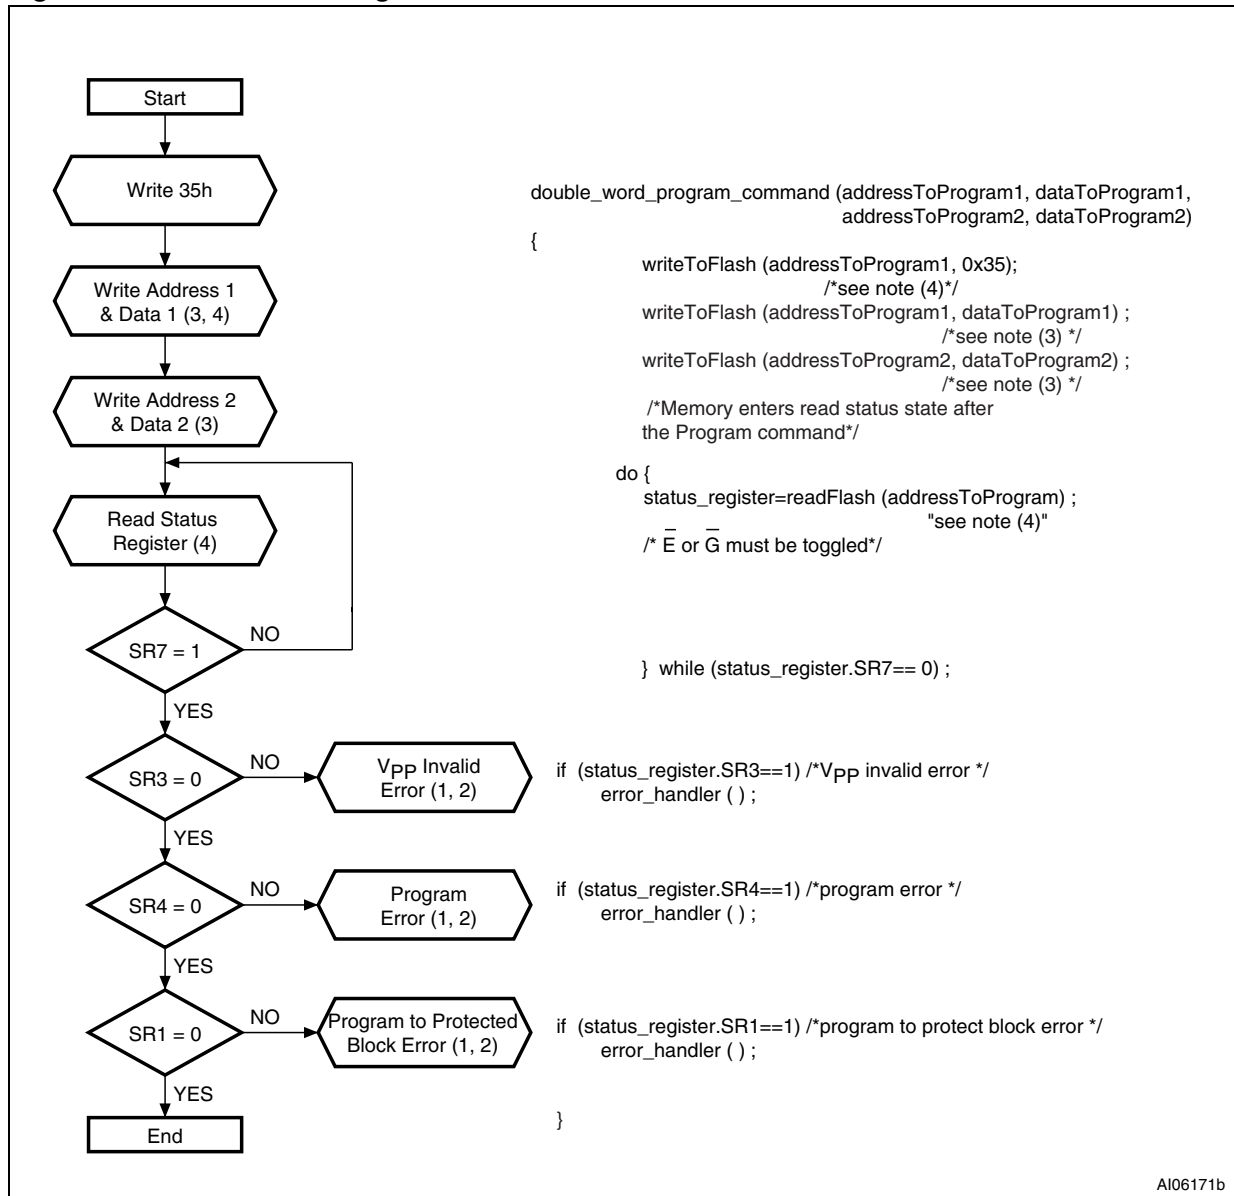 Start
Write 35h
Write Address 1
& Data 1 (3, 4)
Write Address 2
& Data 2 (3)
Read Status
Register (4)
SR7 = 1
NO
YES
SR3 = 0
NO
VPP Invalid
Error (1, 2)
YES
SR4 = 0
NO
Program
Error (1, 2)
YES
SR1 = 0
NO
Program to Protected
Block Error (1, 2)
YES
End
double_word_program_command (addressToProgram1, dataToProgram1,
addressToProgram2, dataToProgram2)
{
writeToFlash (addressToProgram1, 0x35);
/*see note (4)*/
writeToFlash (addressToProgram1, dataToProgram1) ;
/*see note (3) */
writeToFlash (addressToProgram2, dataToProgram2) ;
/*see note (3) */
/*Memory enters read status state after
the Program command*/
do {
status_register=readFlash (addressToProgram) ;
"see note (4)"
/* E̅ or G̅ must be toggled*/
} while (status_register.SR7== 0) ;
if (status_register.SR3==1) /*VPP invalid error */
error_handler ( ) ;
if (status_register.SR4==1) /*program error */
error_handler ( ) ;
if (status_register.SR1==1) /*program to protect block error */
error_handler ( ) ;
}
AI06171b